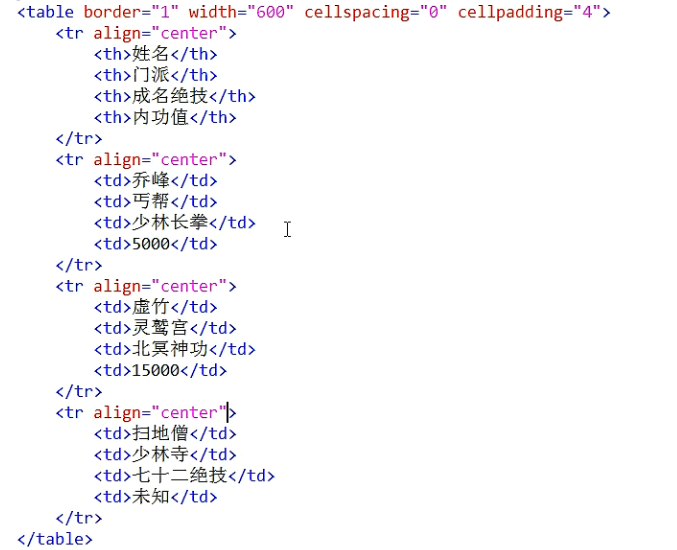 <table border="1" width="600" cellspacing="0" cellpadding="4">
    <tr align="center">
        <th>姓名</th>
        <th>门派</th>
        <th>成名绝技</th>
        <th>内功值</th>
    </tr>
    <tr align="center">
        <td>乔峰</td>
        <td>丐帮</td>
        <td>少林长拳</td>
        <td>5000</td>
    </tr>
    <tr align="center">
        <td>虚竹</td>
        <td>灵鹫宫</td>
        <td>北冥神功</td>
        <td>15000</td>
    </tr>
    <tr align="center">
        <td>扫地僧</td>
        <td>少林寺</td>
        <td>七十二绝技</td>
        <td>未知</td>
    </tr>
</table>